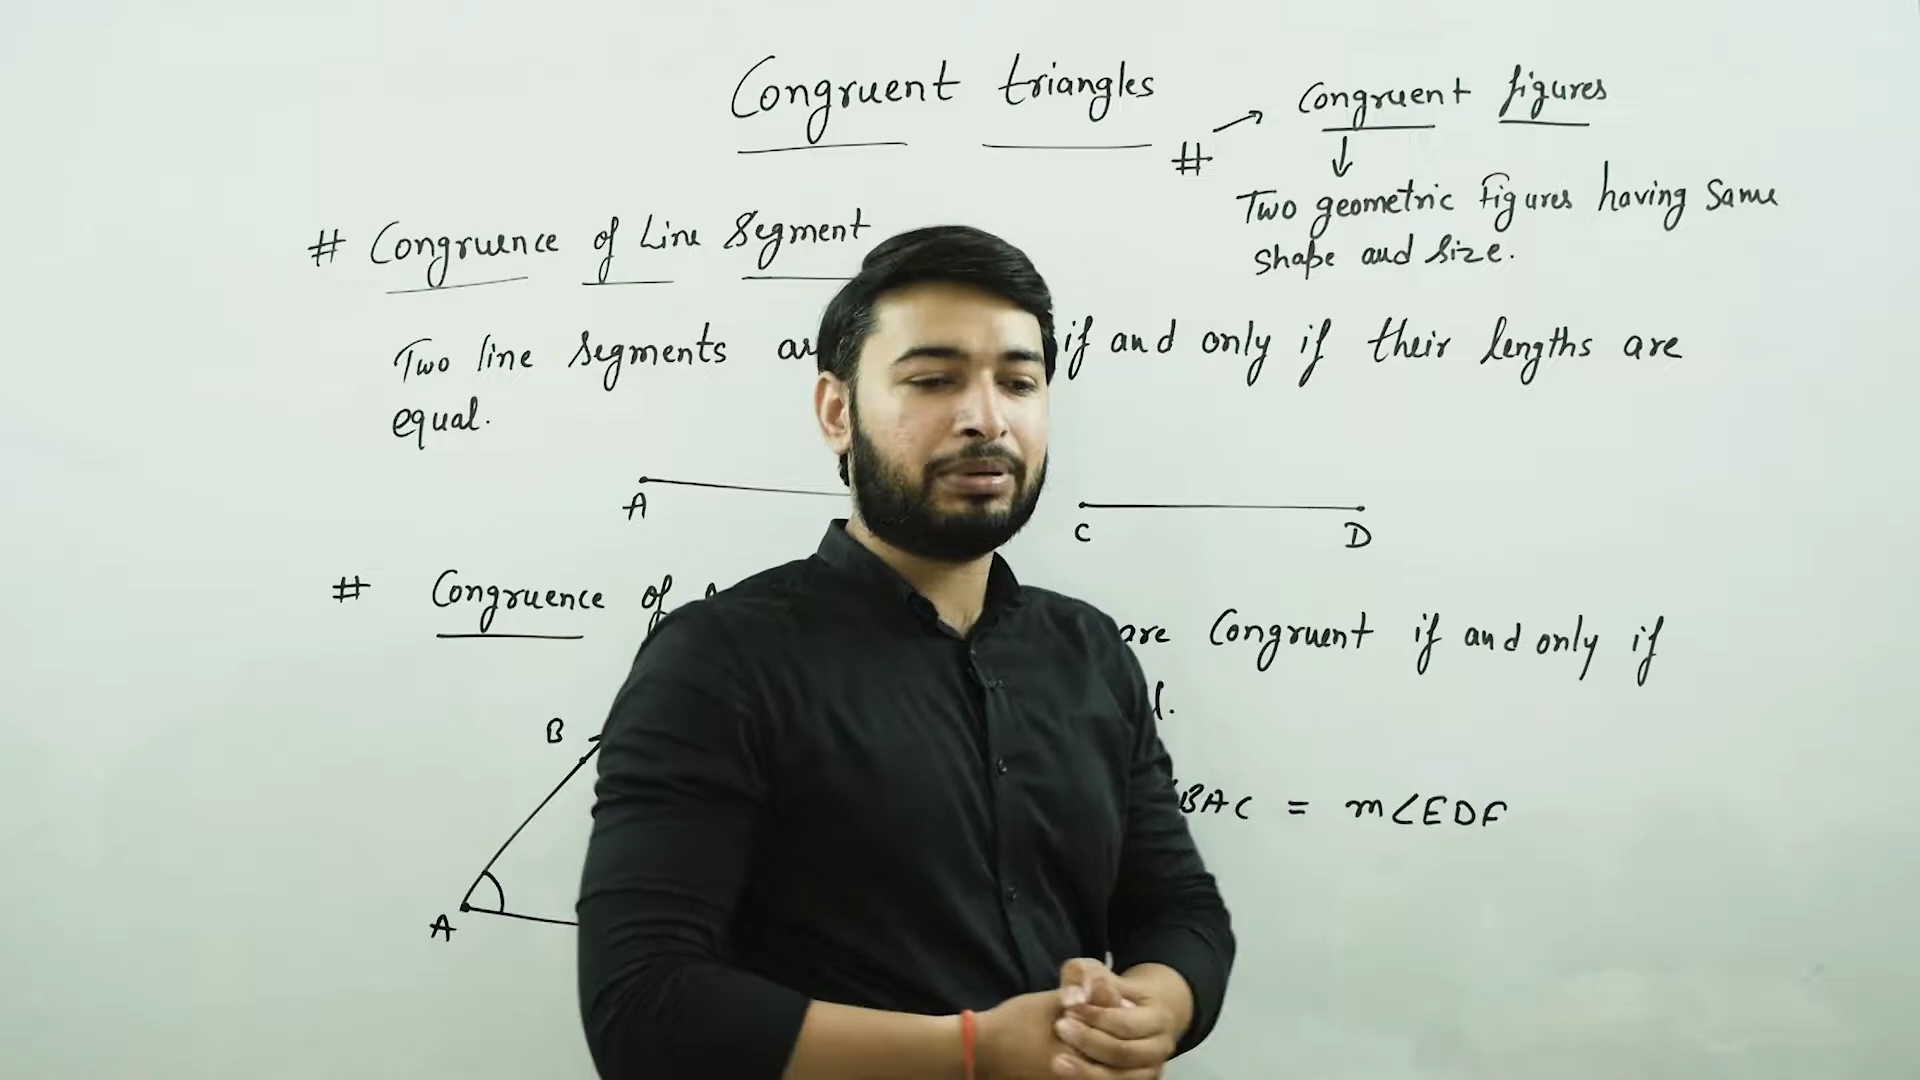 Congruent triangles
# Congruent figures
Two geometric figures having same
shape and size.
# Congruence of Line Segment
Two line segments if and only if their lengths are
equal.
A
C D
# Congruence of
are Congruent if and only if
B
BAC = m∠EDF
A